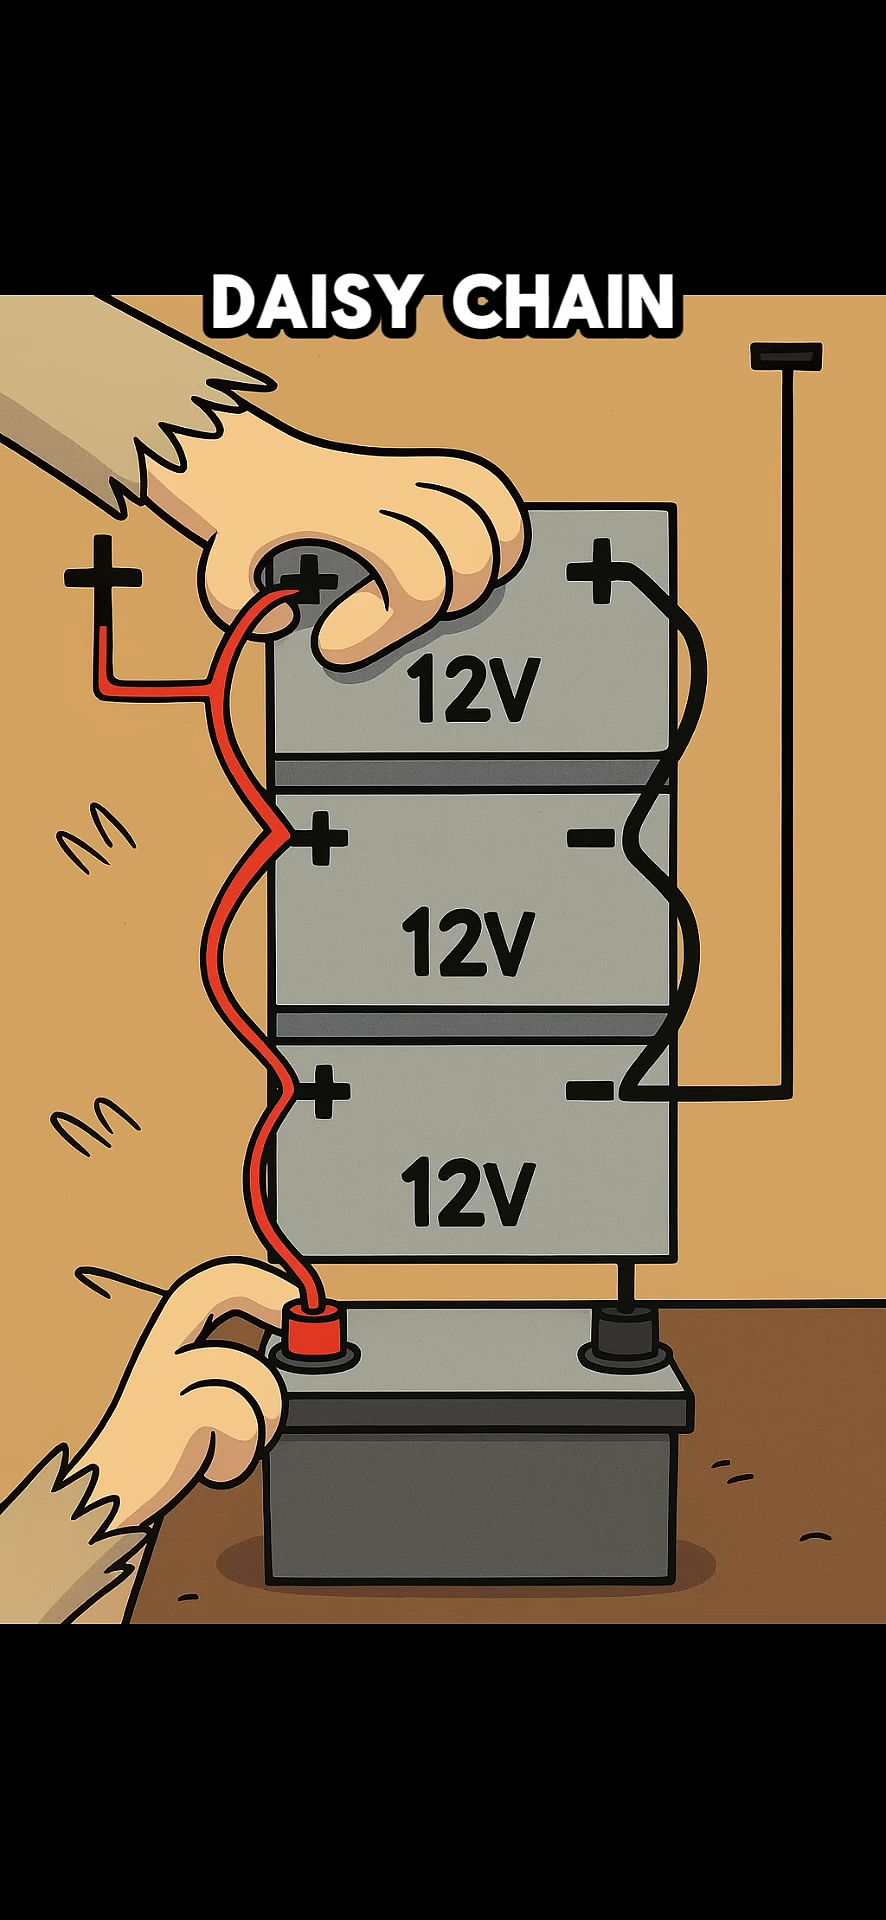 DAISY CHAIN
+ + +
12V
+ -
12V
+ -
12V